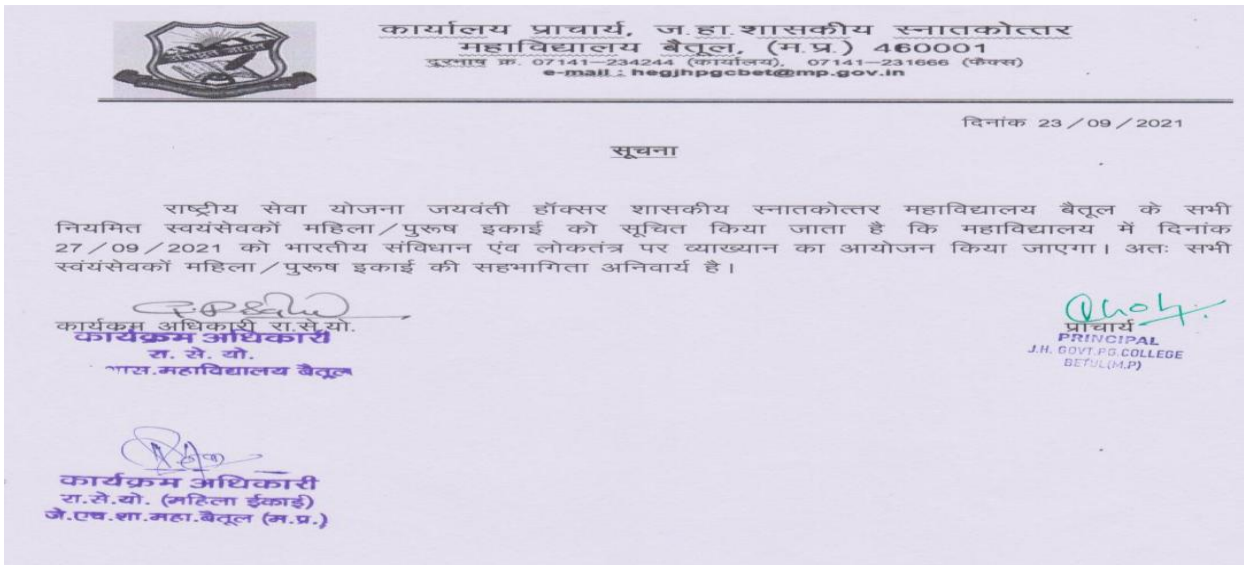 कार्यालय प्राचार्य, ज.हा.शासकीय स्नातकोत्तर
महाविद्यालय बैतूल, (म.प्र.) 460001
दूरभाष क्र. 07141–234244 (कार्यालय), 07141–231666 (फैक्स)
e-mail : hegjhpgcbet@mp.gov.in
दिनांक 23/09/2021
सूचना
राष्ट्रीय सेवा योजना जयवंती हॉक्सर शासकीय स्नातकोत्तर महाविद्यालय बैतूल के सभी
नियमित स्वयंसेवकों महिला/पुरूष इकाई को सूचित किया जाता है कि महाविद्यालय में दिनांक
27/09/2021 को भारतीय संविधान एंव लोकतंत्र पर व्याख्यान का आयोजन किया जाएगा। अतः सभी
स्वंयंसेवकों महिला/पुरूष इकाई की सहभागिता अनिवार्य है।
कार्यकम अधिकारी रा.से.यो.
कार्यक्रम अधिकारी
रा. से. यो.
महाविद्यालय बैतूल
प्राचार्य
PRINCIPAL
J.H. GOVT.PG.COLLEGE
BETUL(M.P)
कार्यक्रम अधिकारी
रा.से.यो. (महिला ईकाई)
जे.एच.शा.महा.बैतूल (म.प्र.)